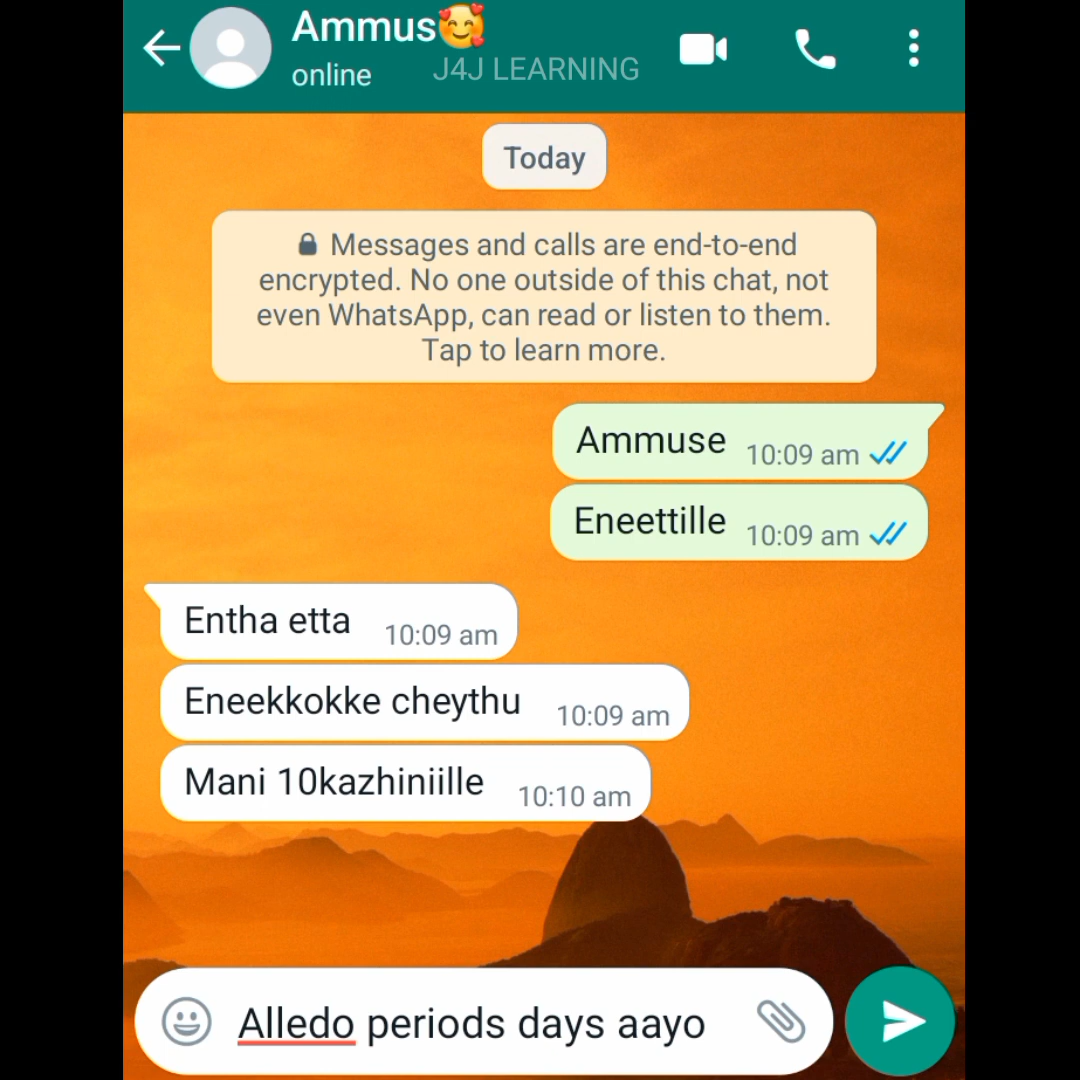 Ammus🥰
online
J4J LEARNING
Today
Messages and calls are end-to-end
encrypted. No one outside of this chat, not
even WhatsApp, can read or listen to them.
Tap to learn more.
Ammuse 10:09 am
Eneettille 10:09 am
Entha etta 10:09 am
Eneekkokke cheythu 10:09 am
Mani 10kazhiniille 10:10 am
Alledo periods days aayo